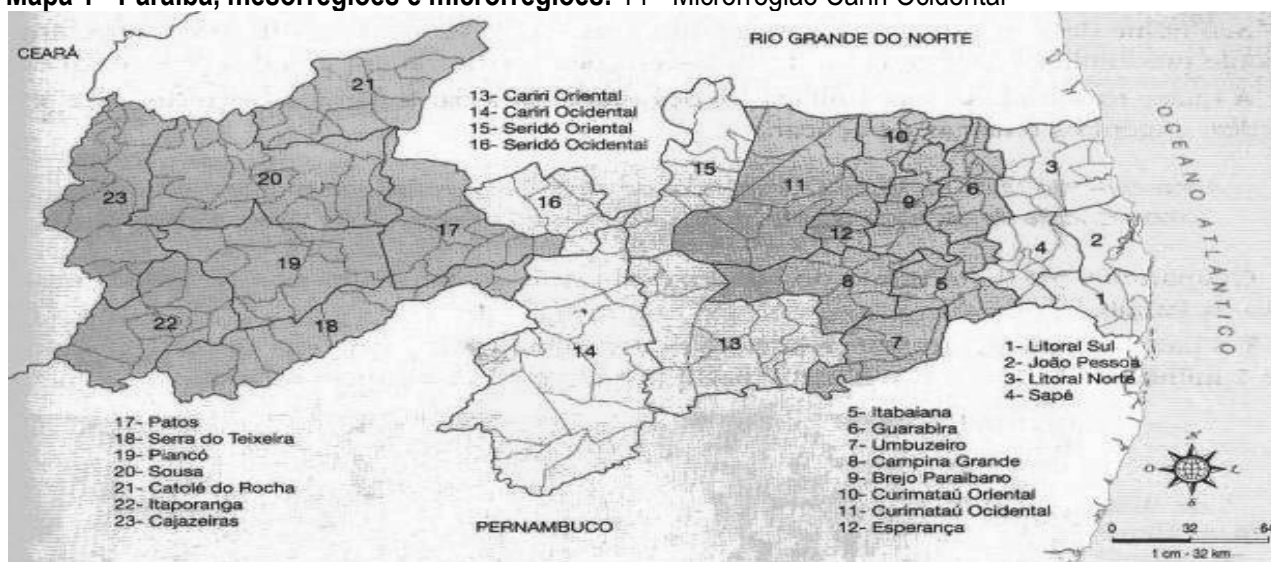 Mapa 1 - Paraíba, mesorregiões e microrregiões: 14 - Microrregião Cariri Ocidental
CEARÁ
RIO GRANDE DO NORTE
21
13- Cariri Oriental
14- Cariri Ocidental
15- Seridó Oriental
16- Seridó Ocidental
OCEANO ATLÂNTICO
10
15
3
20
11
6
23
16
9
17
12
4
2
19
8
5
1
22
18
14
13
7
1- Litoral Sul
2- João Pessoa
3- Litoral Norte
4- Sapé
17- Patos
18- Serra do Teixeira
19- Piancó
20- Sousa
21- Catolé do Rocha
22- Itaporanga
23- Cajazeiras
5- Itabaiana
6- Guarabira
7- Umbuzeiro
8- Campina Grande
9- Brejo Paraibano
10- Curimataú Oriental
11- Curimataú Ocidental
12- Esperança
PERNAMBUCO
N
O
L
S
0 32 64
1 cm - 32 km